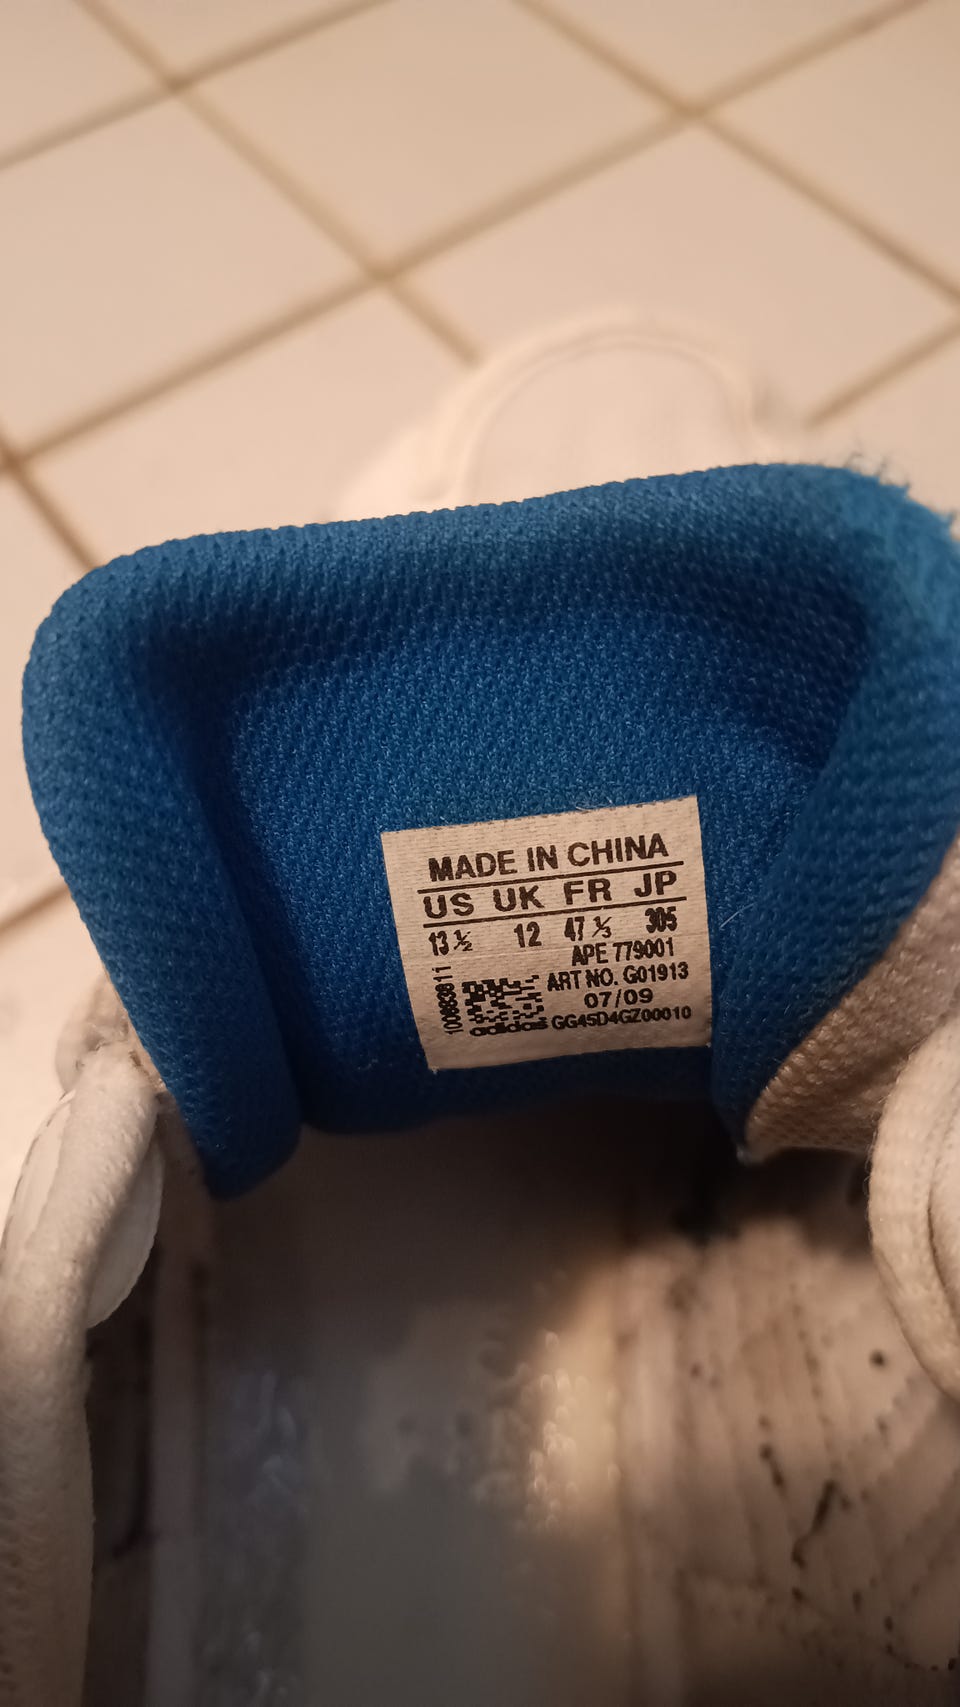 MADE IN CHINA
US UK FR JP
13 ½ 12 47 ⅓ 305
APE 779001
ART NO. G01913
07/09
adidas GG45D4GZ00010